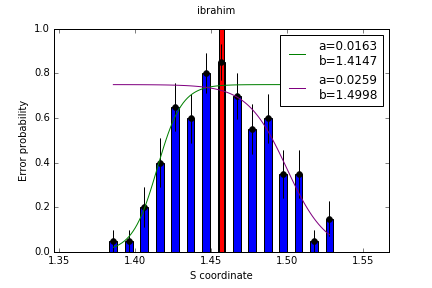 ibrahim
a=0.0163
b=1.4147
a=0.0259
b=1.4998
Error probability
1.0
0.8
0.6
0.4
0.2
0.0
1.35 1.40 1.45 1.50 1.55
S coordinate